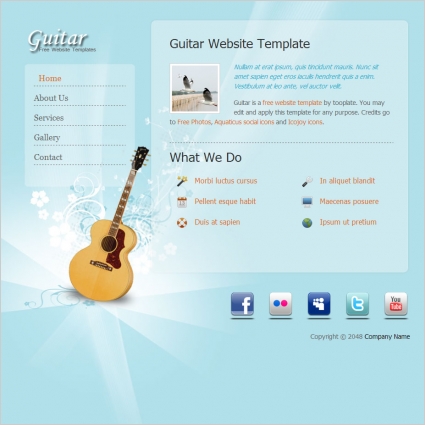 Guitar
Free Website Templates
Home
About Us
Services
Gallery
Contact
Guitar Website Template
Nullam at erat ipsum, quis tincidunt mauris. Nunc sit
amet sapien eget eros iaculis hendrerit quis a enim.
Vestibulum at leo ante, vel auctor velit.
Guitar is a free website template by tooplate. You may
edit and apply this template for any purpose. Credits go
to Free Photos, Aquaticus social icons and Icojoy icons.
What We Do
Morbi luctus cursus
In aliquet blandit
Pellent esque habit
Maecenas posuere
Duis at sapien
Ipsum ut pretium
You
Tube
Copyright © 2048 Company Name